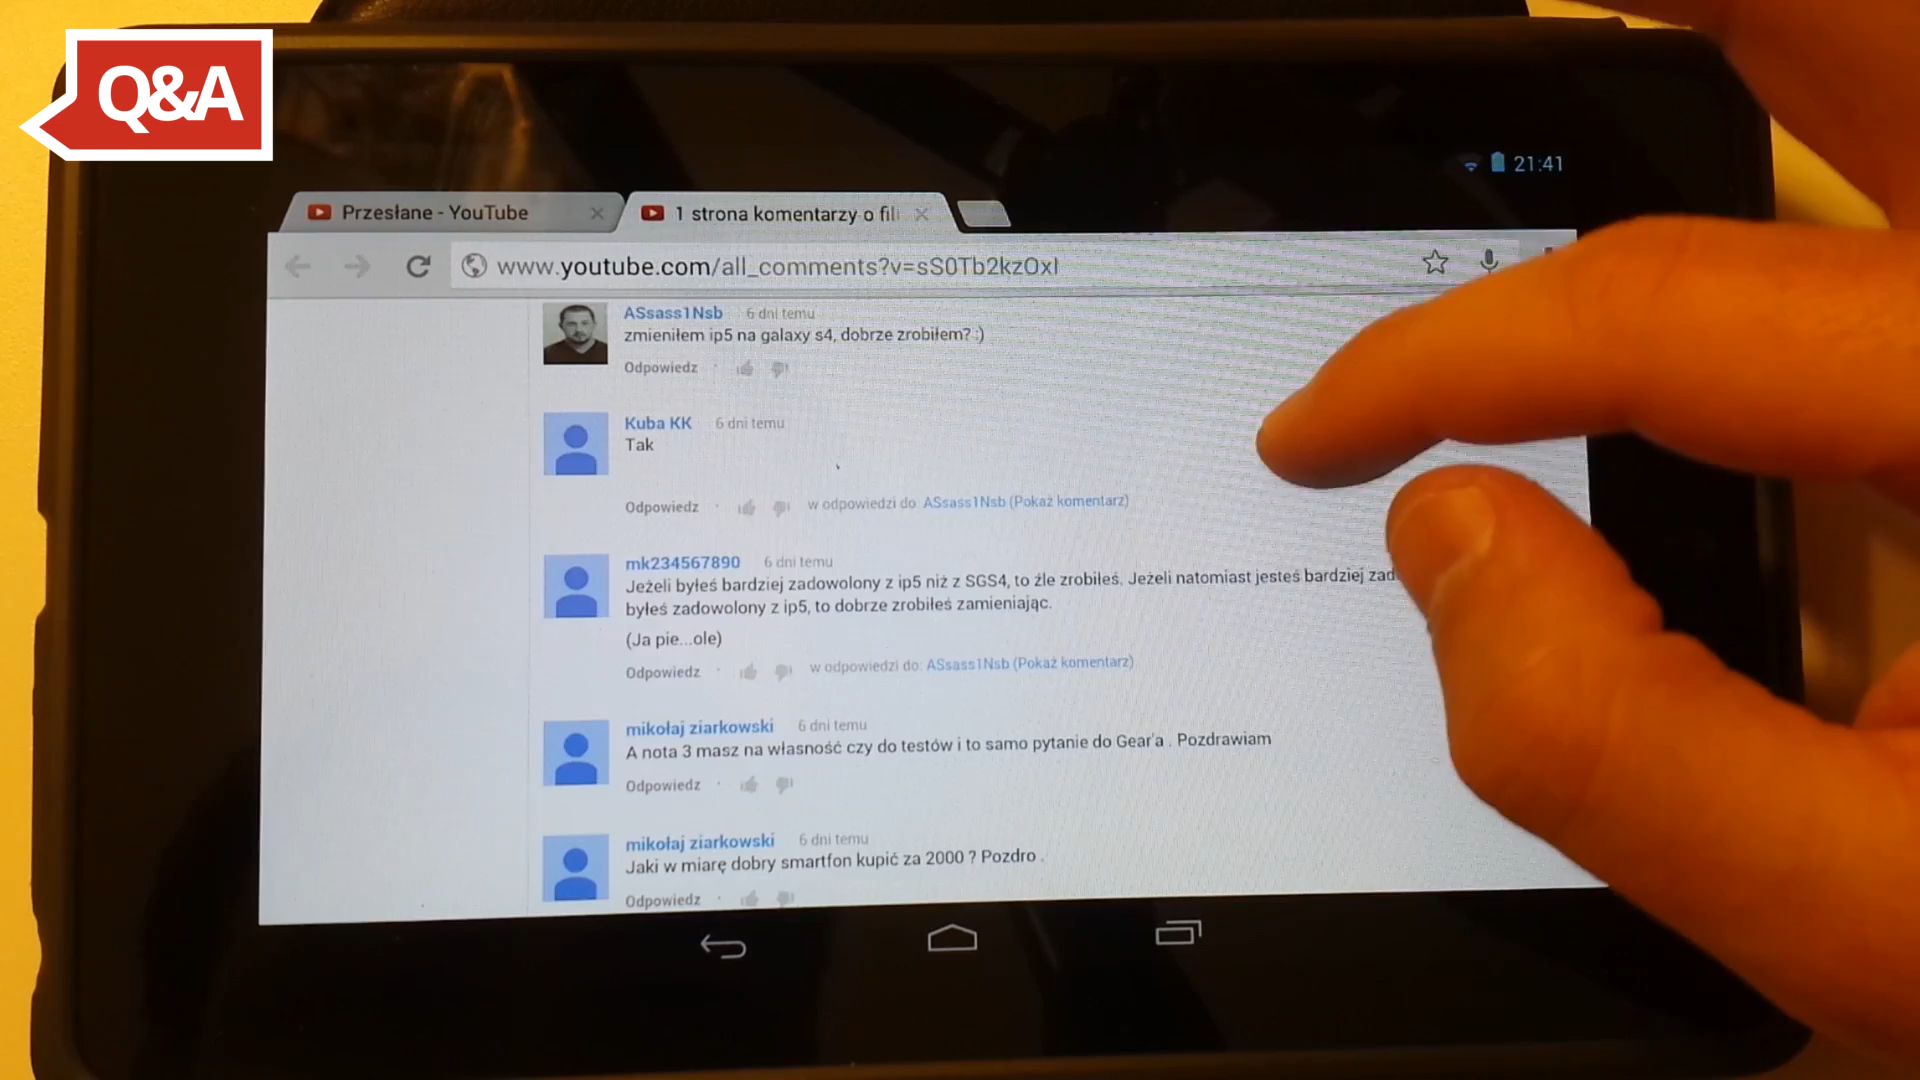 Q&A
21:41
Przesłane - YouTube
1 strona komentarzy o fil
www.youtube.com/all_comments?v=sS0Tb2kzOxI
ASsass1Nsb 6 dni temu
zmieniłem ip5 na galaxy s4, dobrze zrobiłem? :)
Odpowiedz
Kuba KK 6 dni temu
Tak
Odpowiedz · w odpowiedzi do: ASsass1Nsb (Pokaż komentarz)
mk234567890 6 dni temu
Jeżeli byłeś bardziej zadowolony z ip5 niż z SGS4, to źle zrobiłeś. Jeżeli natomiast jesteś bardziej zad
byłeś zadowolony z ip5, to dobrze zrobiłeś zamieniając.
(Ja pie...ole)
Odpowiedz · w odpowiedzi do: ASsass1Nsb (Pokaż komentarz)
mikołaj ziarkowski 6 dni temu
A nota 3 masz na własność czy do testów i to samo pytanie do Gear'a . Pozdrawiam
Odpowiedz ·
mikołaj ziarkowski 6 dni temu
Jaki w miarę dobry smartfon kupić za 2000 ? Pozdro .
Odpowiedz ·